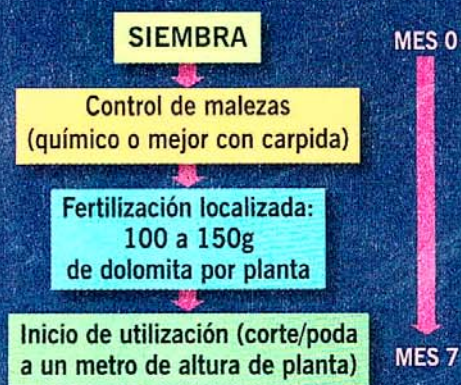 SIEMBRA
MES 0
Control de malezas
(químico o mejor con carpida)
Fertilización localizada:
100 a 150g
de dolomita por planta
Inicio de utilización (corte/poda
a un metro de altura de planta)
MES 7